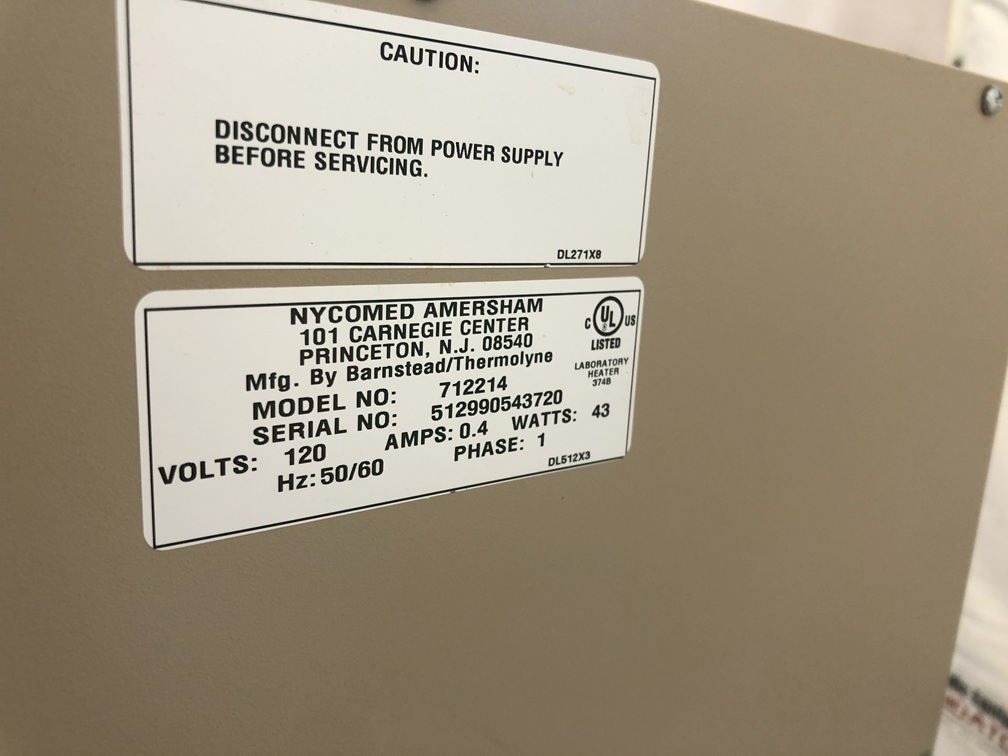 CAUTION:
DISCONNECT FROM POWER SUPPLY
BEFORE SERVICING.
DL271X8
NYCOMED AMERSHAM
101 CARNEGIE CENTER
PRINCETON, N.J. 08540
Mfg. By Barnstead/Thermolyne
C UL US
®
LISTED
LABORATORY
HEATER
374B
MODEL NO: 712214
SERIAL NO: 512990543720
VOLTS: 120 AMPS: 0.4 WATTS: 43
Hz: 50/60 PHASE: 1
DL512X3